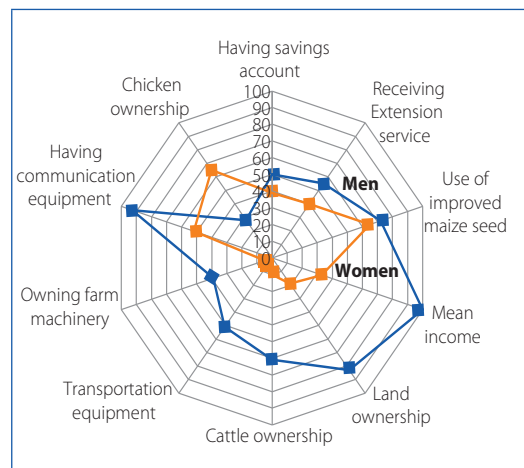 Having savings
account
Receiving
Extension
service
Use of
improved
maize seed
Mean
income
Land
ownership
Cattle ownership
Transportation
equipment
Owning farm
machinery
Having
communication
equipment
Chicken
ownership
100
90
80
70
60
50
40
30
20
10
0
Men
Women